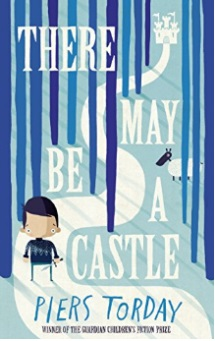 THERE
MAY
BE
A
CASTLE
PIERS TORDAY
WINNER OF THE GUARDIAN CHILDREN'S FICTION PRIZE